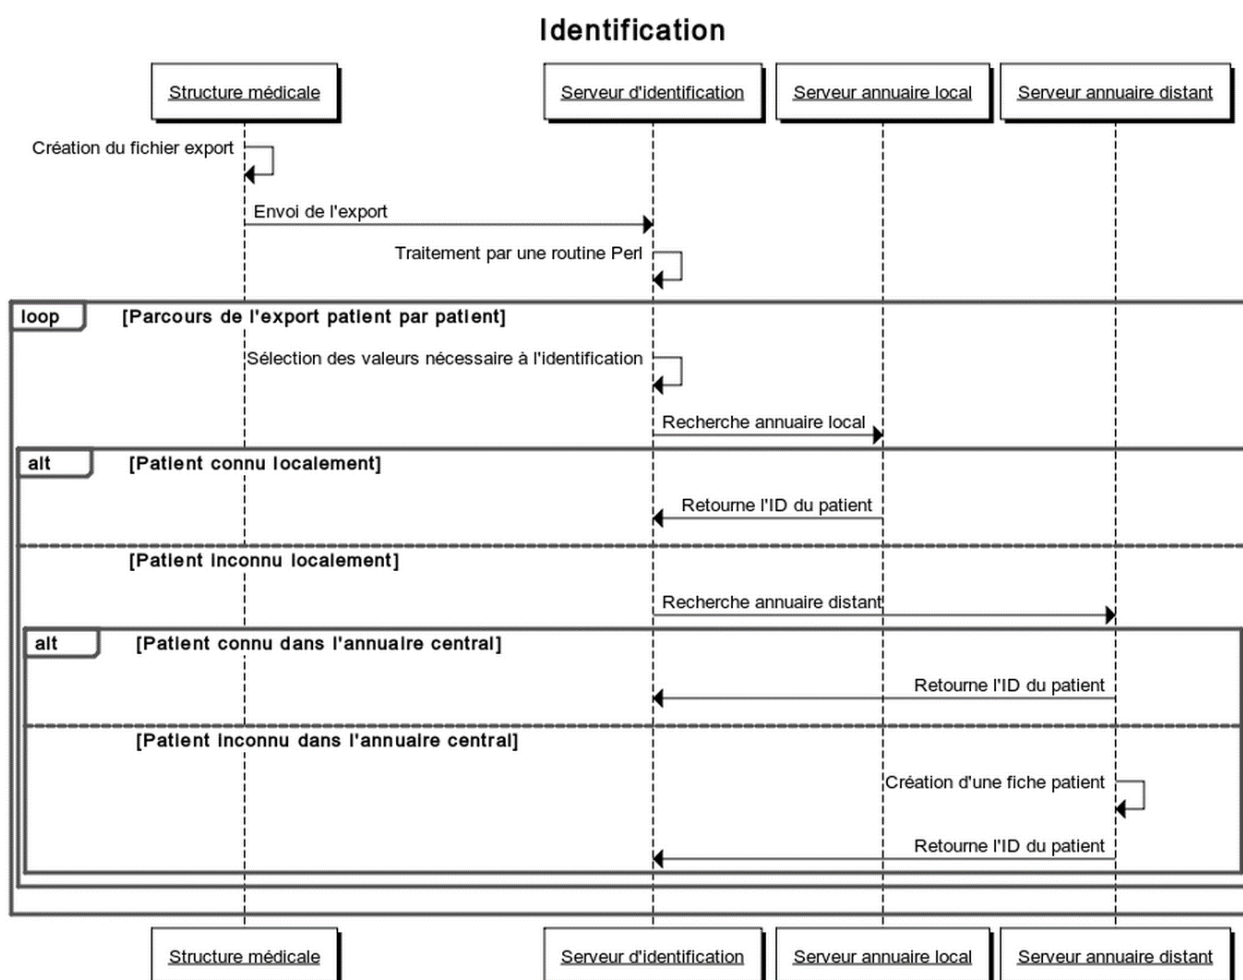 Identification
Structure médicale
Serveur d'identification
Serveur annuaire local
Serveur annuaire distant
Création du fichier export
Envoi de l'export
Traitement par une routine Perl
loop
[Parcours de l'export patient par patient]
Sélection des valeurs nécessaire à l'identification
Recherche annuaire local
alt
[Patient connu localement]
Retourne l'ID du patient
[Patient inconnu localement]
Recherche annuaire distant
alt
[Patient connu dans l'annuaire central]
Retourne l'ID du patient
[Patient inconnu dans l'annuaire central]
Création d'une fiche patient
Retourne l'ID du patient
Structure médicale
Serveur d'identification
Serveur annuaire local
Serveur annuaire distant